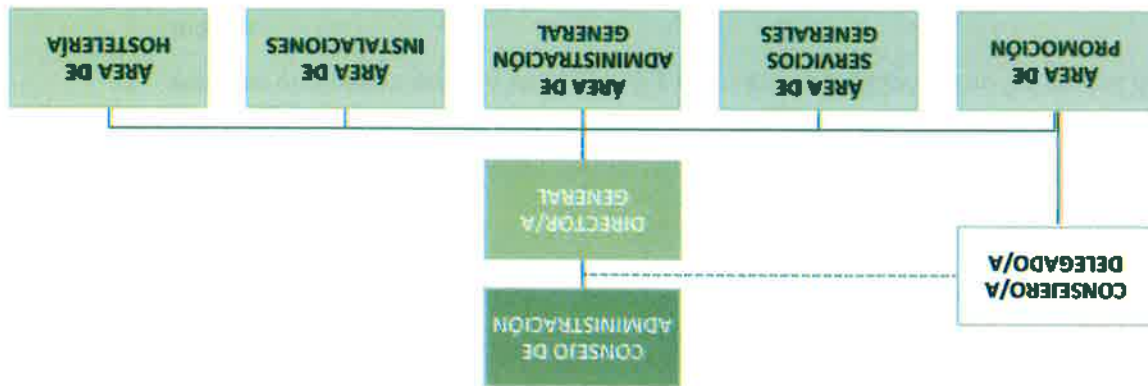 CONSEJO DE
ADMINISTRACIÓN
CONSEJERO/A
DELEGADO/A
DIRECTOR/A
GENERAL
ÁREA DE
PROMOCIÓN
ÁREA DE
SERVICIOS
GENERALES
ÁREA DE
ADMINISTRACIÓN
GENERAL
ÁREA DE
INSTALACIONES
ÁREA DE
HOSTELERÍA